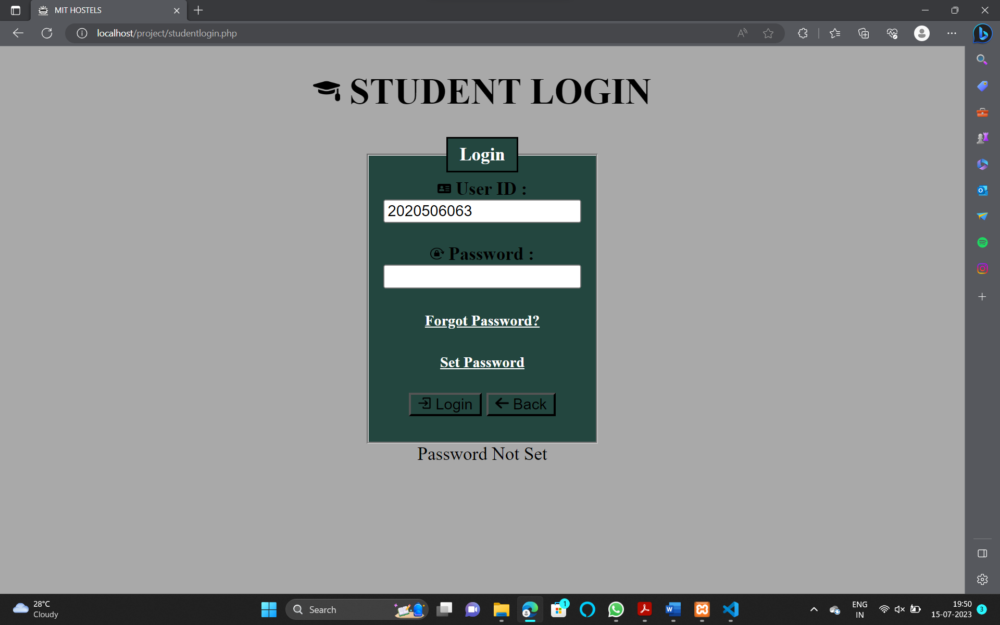 MIT HOSTELS
localhost/project/studentlogin.php
STUDENT LOGIN
Login
User ID :
2020506063
Password :
Forgot Password?
Set Password
Login
Back
Password Not Set
28°C
Cloudy
Search
1
ENG
IN
19:50
15-07-2023
3